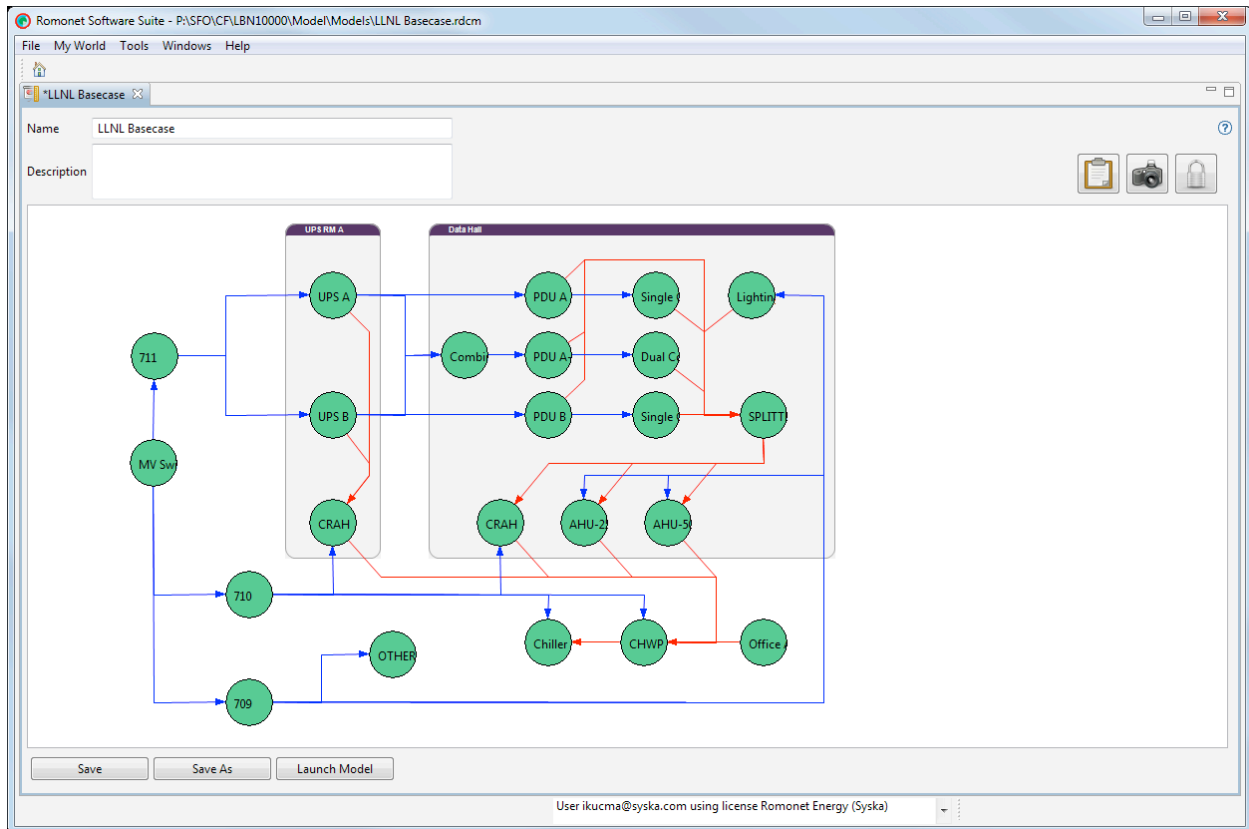 Romonet Software Suite - P:\SFO\CF\LBN10000\Model\Models\LLNL Basecase.rdcm
File My World Tools Windows Help
*LLNL Basecase
Name LLNL Basecase
Description
UPS RM A Data Hall
UPS A PDU A Single Lightin
711 Combi PDU A- Dual C
UPS B PDU B Single SPLITT
MV Sw
CRAH CRAH AHU-2 AHU-5
710
Chiller CHWP Office
OTHER
709
Save Save As Launch Model
User ikucma@syska.com using license Romonet Energy (Syska)